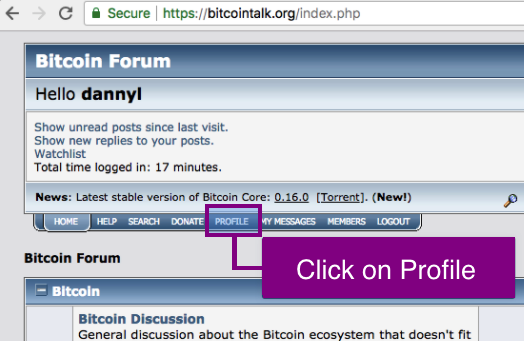 Secure | https://bitcointalk.org/index.php
Bitcoin Forum
Hello dannyl
Show unread posts since last visit.
Show new replies to your posts.
Watchlist
Total time logged in: 17 minutes.
News: Latest stable version of Bitcoin Core: 0.16.0 [Torrent]. (New!)
HOME HELP SEARCH DONATE PROFILE MY MESSAGES MEMBERS LOGOUT
Bitcoin Forum
Click on Profile
Bitcoin
Bitcoin Discussion
General discussion about the Bitcoin ecosystem that doesn't fit